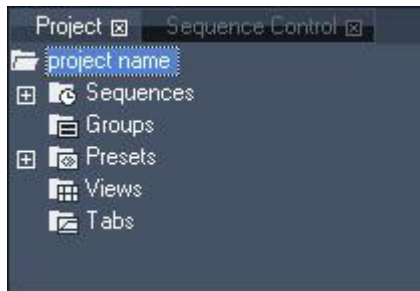 Project Sequence Control
project name
Sequences
Groups
Presets
Views
Tabs